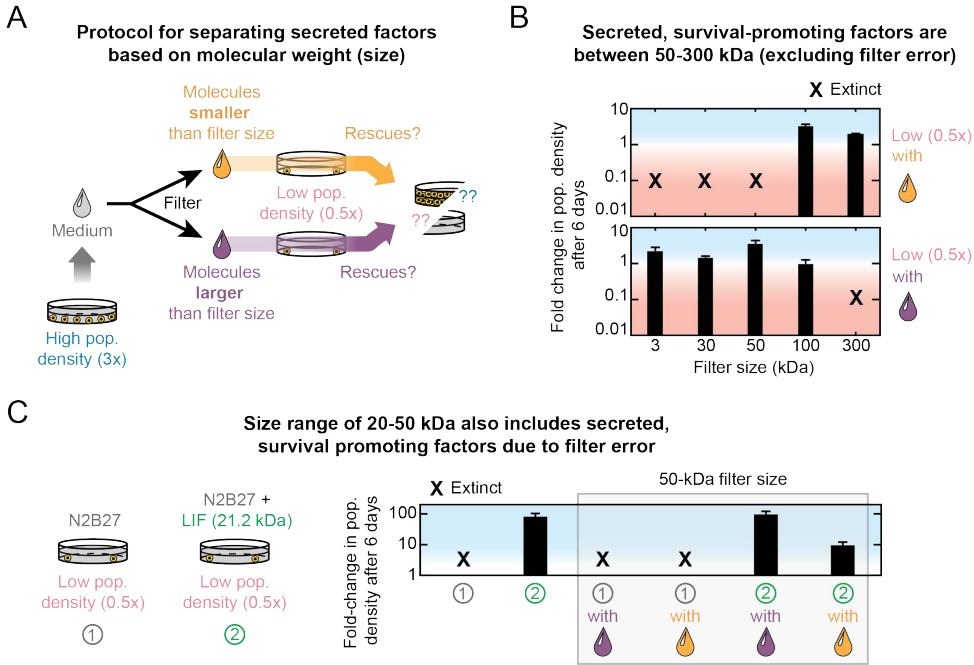 A
Protocol for separating secreted factors
based on molecular weight (size)
Molecules
smaller
than filter size
Rescues?
Filter
Low pop.
density (0.5x)
??
??
Medium
Molecules
larger
than filter size
Rescues?
High pop.
density (3x)
B
Secreted, survival-promoting factors are
between 50-300 kDa (excluding filter error)
X Extinct
Fold change in pop. density
after 6 days
10
1
0.1
0.01
X X X
Low (0.5x)
with
10
1
0.1
0.01
X
Low (0.5x)
with
3 30 50 100 300
Filter size (kDa)
C
Size range of 20-50 kDa also includes secreted,
survival promoting factors due to filter error
N2B27
Low pop.
density (0.5x)
1
N2B27 +
LIF (21.2 kDa)
Low pop.
density (0.5x)
2
X Extinct
50-kDa filter size
Fold-change in pop.
density after 6 days
100
10
1
X X X
1 2 1 1 2 2
with with with with